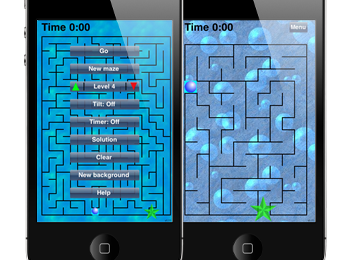 Time 0:00
Go
New maze
Level 4
Tilt: Off
Timer: Off
Solution
Clear
New background
Help
Time 0:00
Menu